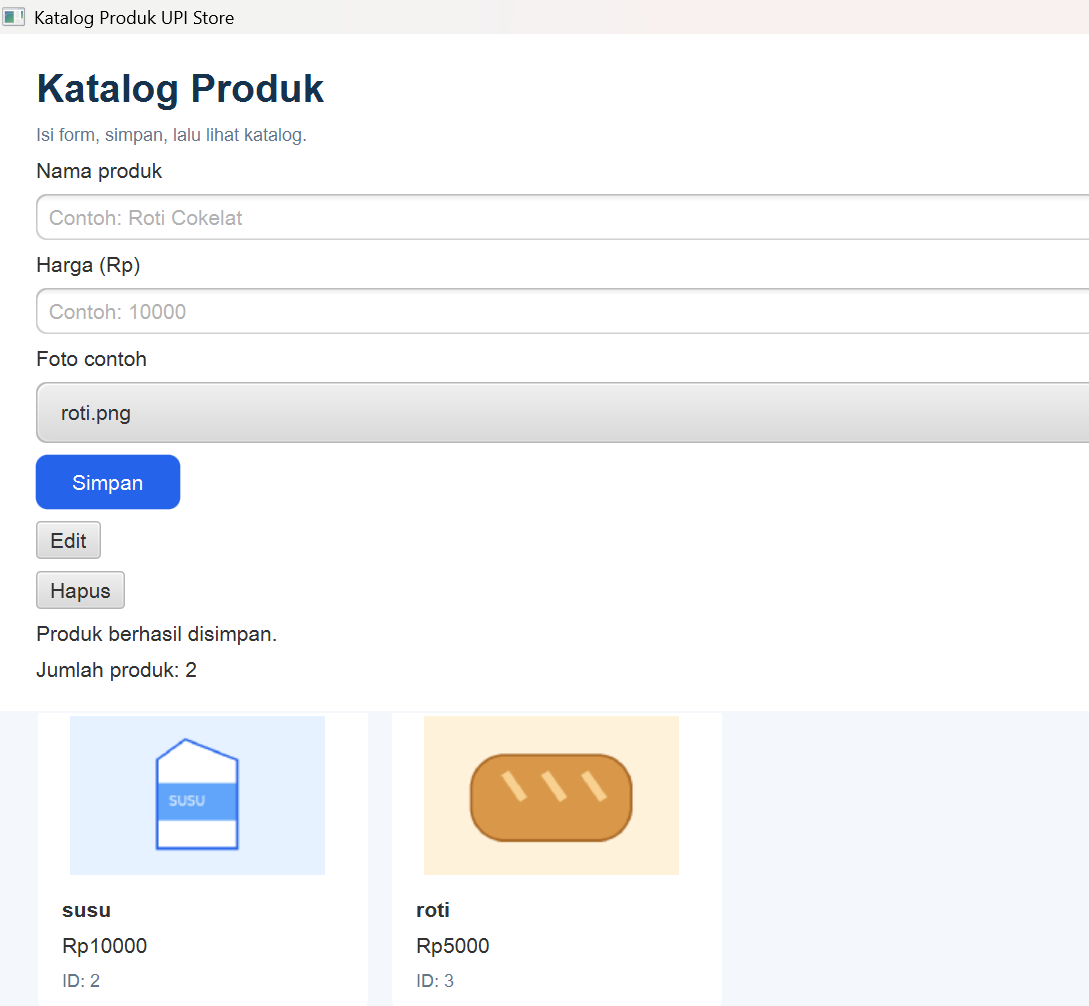 Katalog Produk UPI Store
Katalog Produk
Isi form, simpan, lalu lihat katalog.
Nama produk
Contoh: Roti Cokelat
Harga (Rp)
Contoh: 10000
Foto contoh
roti.png
Simpan
Edit
Hapus
Produk berhasil disimpan.
Jumlah produk: 2
SUSU
susu
Rp10000
ID: 2
roti
Rp5000
ID: 3